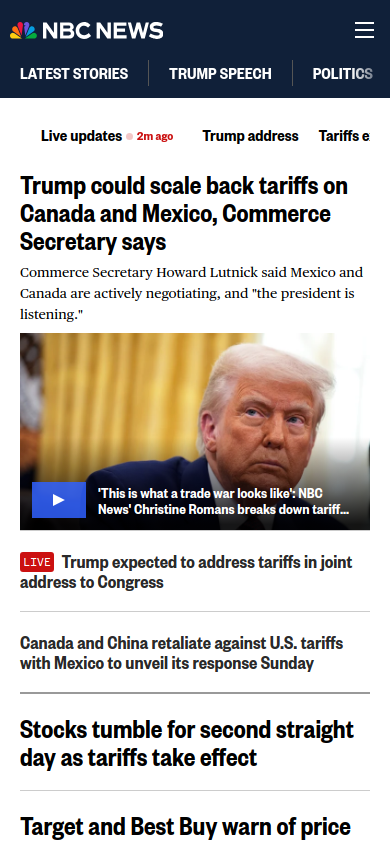 NBC NEWS
LATEST STORIES TRUMP SPEECH POLITICS
Live updates 2m ago Trump address Tariffs e
Trump could scale back tariffs on
Canada and Mexico, Commerce
Secretary says
Commerce Secretary Howard Lutnick said Mexico and
Canada are actively negotiating, and "the president is
listening."
'This is what a trade war looks like': NBC
News' Christine Romans breaks down tariff...
LIVE Trump expected to address tariffs in joint
address to Congress
Canada and China retaliate against U.S. tariffs
with Mexico to unveil its response Sunday
Stocks tumble for second straight
day as tariffs take effect
Target and Best Buy warn of price